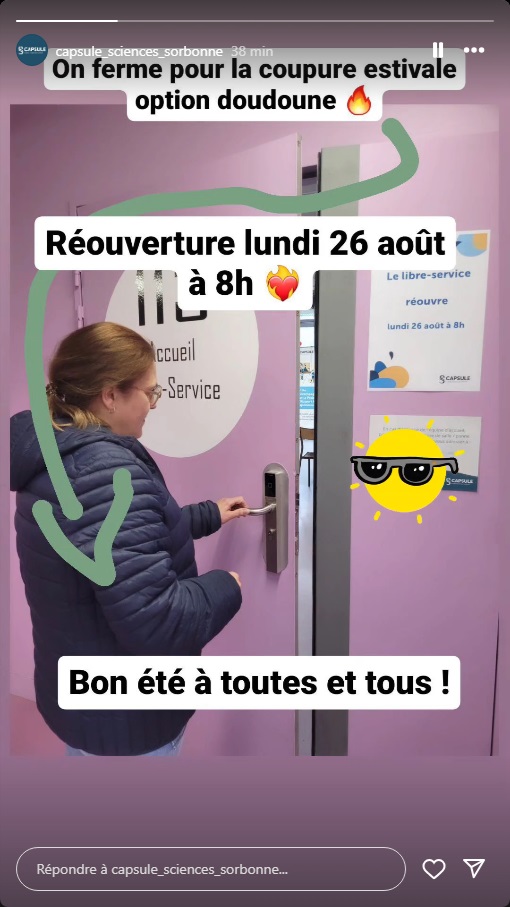 capsule_sciences_sorbonne 38 min
On ferme pour la coupure estivale
option doudoune 🔥
Réouverture lundi 26 août
à 8h ❤️‍🔥
Le libre-service
réouvre
lundi 26 août à 8h
CAPSULE
ccueil
-Service
CAPSULE
Bon été à toutes et tous !
Répondre à capsule_sciences_sorbonne...